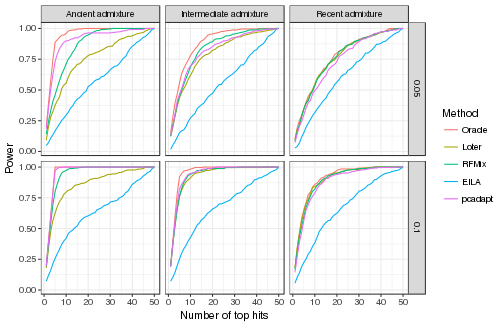 Ancient admixture Intermediate admixture Recent admixture
1.00
0.75
0.50
0.25
0.00
0.05
1.00
0.75
0.50
0.25
0.00
0.1
0 10 20 30 40 50 0 10 20 30 40 50 0 10 20 30 40 50
Number of top hits
Power
Method
Oracle
Loter
RFMix
EILA
pcadapt